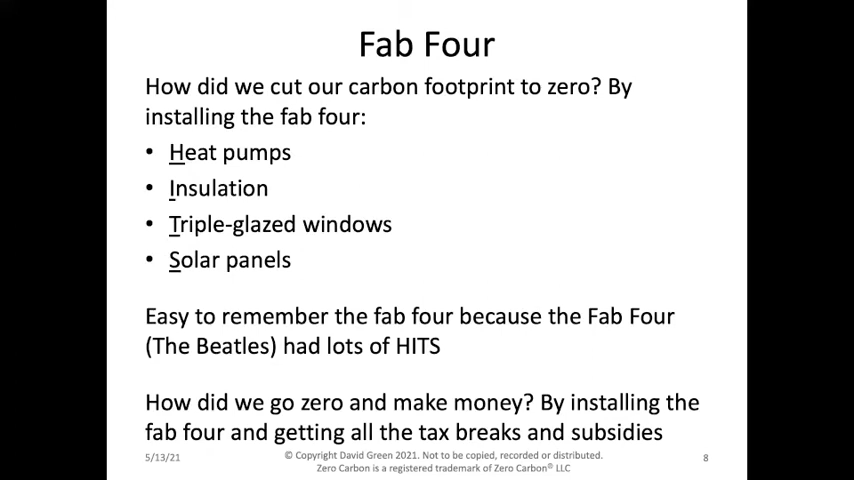 Fab Four
How did we cut our carbon footprint to zero? By
installing the fab four:
• Heat pumps
• Insulation
• Triple-glazed windows
• Solar panels
Easy to remember the fab four because the Fab Four
(The Beatles) had lots of HITS
How did we go zero and make money? By installing the
fab four and getting all the tax breaks and subsidies
5/13/21
© Copyright David Green 2021. Not to be copied, recorded or distributed.
Zero Carbon is a registered trademark of Zero Carbon® LLC
8